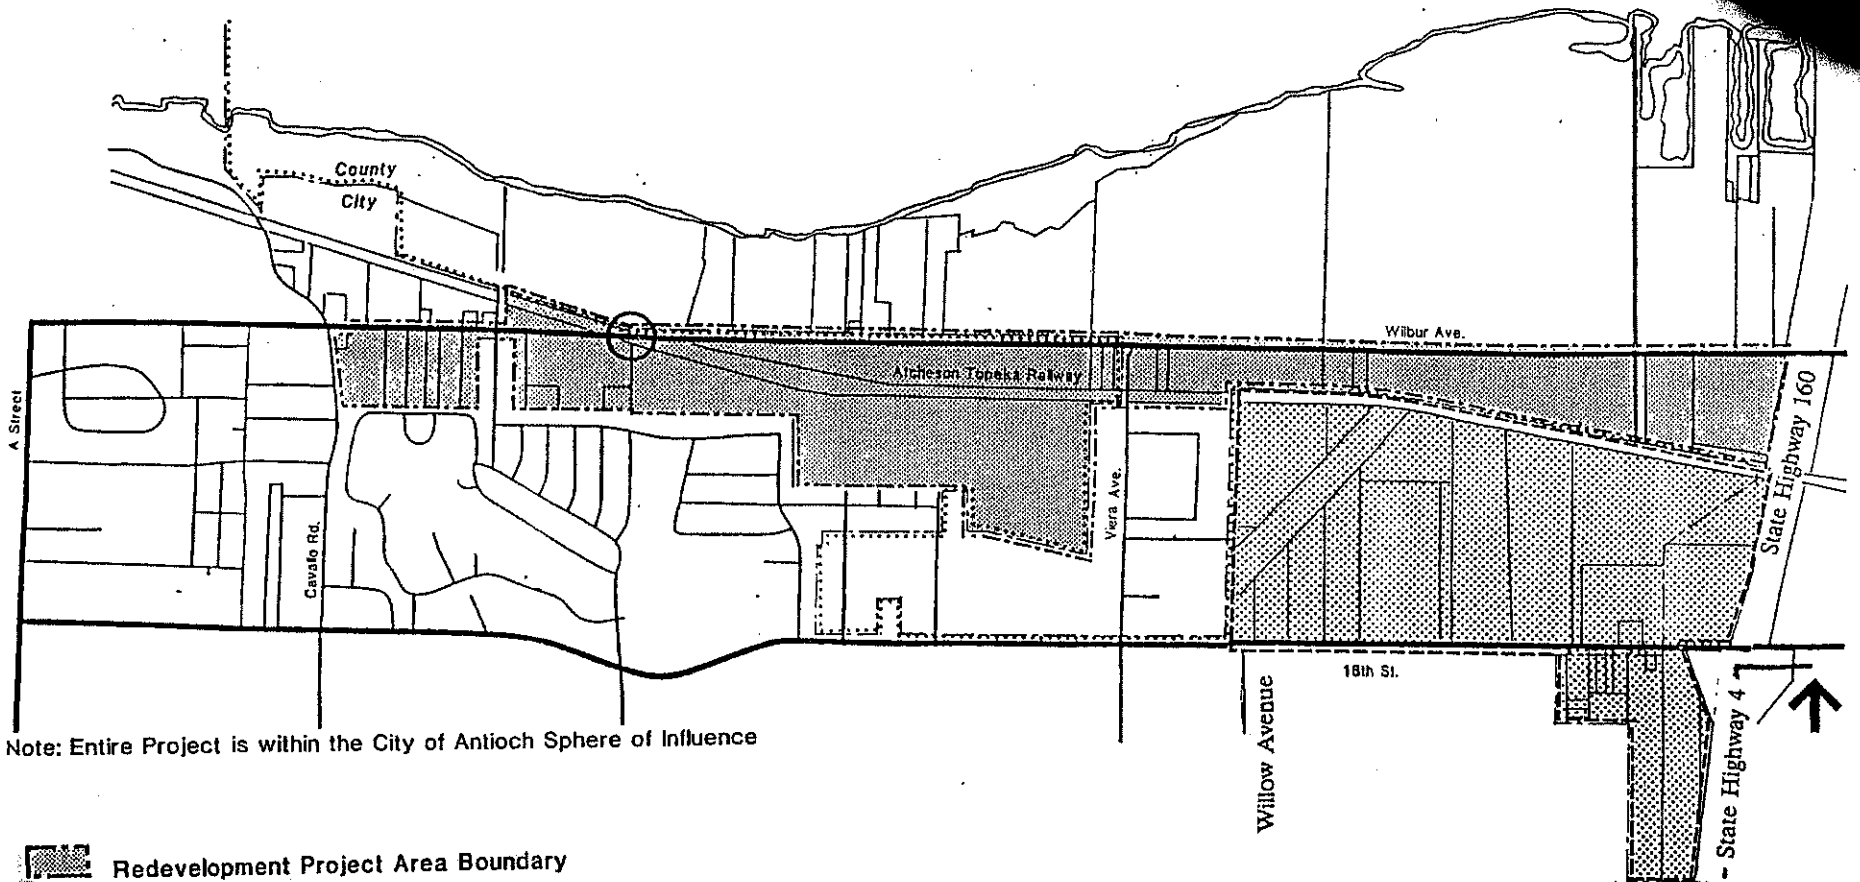 County
City
Wilbur Ave.
Atcheson Topeka Railway
A Street
Cavallo Rd.
Viera Ave.
State Highway 160
18th St.
Willow Avenue
State Highway 4
Note: Entire Project is within the City of Antioch Sphere of Influence
Redevelopment Project Area Boundary